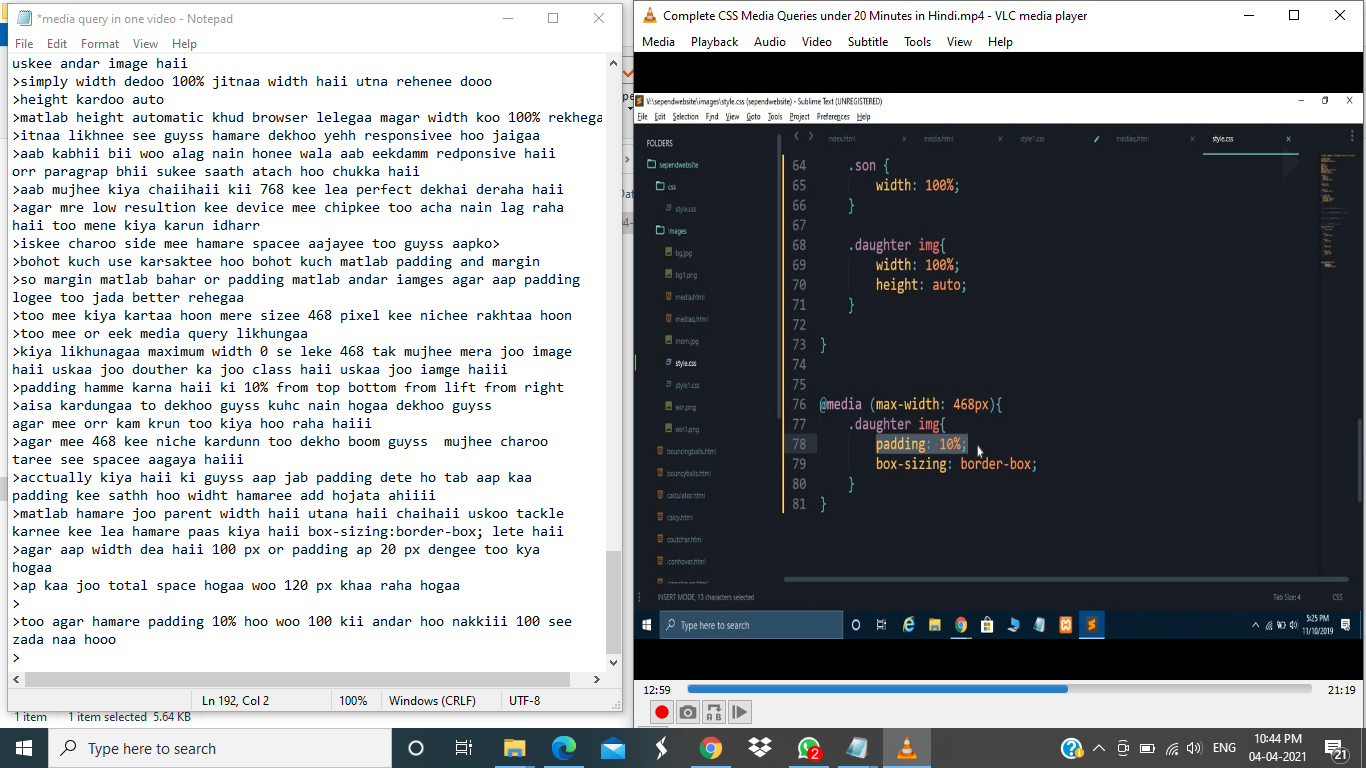 *media query in one video - Notepad
File Edit Format View Help
uskee andar image haii
>simply width dedoo 100% jitnaa width haii utna rehenee dooo
>height kardoo auto
>matlab height automatic khud browser lelegaa magar width koo 100% rekhega
>itnaa likhnee see guyss hamare dekhoo yehh responsivee hoo jaigaa
>aab kabhii bii woo alag nain honee wala aab eekdamm redponsive haii
orr paragrap bhii sukee saath atach hoo chukka haii
>aab mujhee kiya chaiihaii kii 768 kee lea perfect dekhai deraha haii
>agar mre low resultion kee device mee chipkee too acha nain lag raha
haii too mene kiya karun idharr
>iskee charoo side mee hamare spacee aajayee too guyss aapko>
>bohot kuch use karsaktee hoo bohot kuch matlab padding and margin
>so margin matlab bahar or padding matlab andar iamges agar aap padding
logee too jada better rehegaa
>too mee kiya kartaa hoon mere sizee 468 pixel kee nichee rakhtaa hoon
>too mee or eek media query likhungaa
>kiya likhunagaa maximum width 0 se leke 468 tak mujhee mera joo image
haii uskaa joo douther ka joo class haii uskaa joo iamge haiii
>padding hamme karna haii ki 10% from top bottom from lift from right
>aisa kardungaa to dekhoo guyss kuhc nain hogaa dekhoo guyss
agar mee orr kam krun too kiya hoo raha haiii
>agar mee 468 kee niche kardunn too dekho boom guyss  mujhee charoo
taree see spacee aagaya haiii
>acctually kiya haii ki guyss aap jab padding dete ho tab aap kaa
padding kee sathh hoo widht hamaree add hojata ahiiii
>matlab hamare joo parent width haii utana haii chaihaii uskoo tackle
karnee kee lea hamare paas kiya haii box-sizing:border-box; lete haii
>agar aap width dea haii 100 px or padding ap 20 px dengee too kya
hogaa
>ap kaa joo total space hogaa woo 120 px khaa raha hogaa
>
>too agar hamare padding 10% hoo woo 100 kii andar hoo nakkiii 100 see
zada naa hooo
>
Ln 192, Col 2 100% Windows (CRLF) UTF-8
1 item 1 item selected 5.64 KB
Complete CSS Media Queries under 20 Minutes in Hindi.mp4 - VLC media player
Media Playback Audio Video Subtitle Tools View Help
V:\sependwebsite\images\style.css (sependwebsite) - Sublime Text (UNREGISTERED)
File Edit Selection Find View Goto Tools Project Preferences Help
FOLDERS
sependwebsite
css
style.css
images
bg.jpg
bg1.png
media.html
mediaq.html
mom.jpg
style.css
style1.css
win.png
win1.png
bouncingballs.html
bouncyballs.html
calculator.html
calcy.html
coutchar.html
iconhover.html
index.html media.html style1.css mediaq.html style.css
64 .son {
65 width: 100%;
66 }
67
68 .daughter img{
69 width: 100%;
70 height: auto;
71 }
72
73 }
74
75
76 @media (max-width: 468px){
77 .daughter img{
78 padding: 10%;
79 box-sizing: border-box;
80 }
81 }
INSERT MODE, 13 characters selected Tab Size: 4 CSS
Type here to search
5:25 PM
11/10/2019
12:59 21:19
Type here to search
2
ENG
10:44 PM
04-04-2021
21